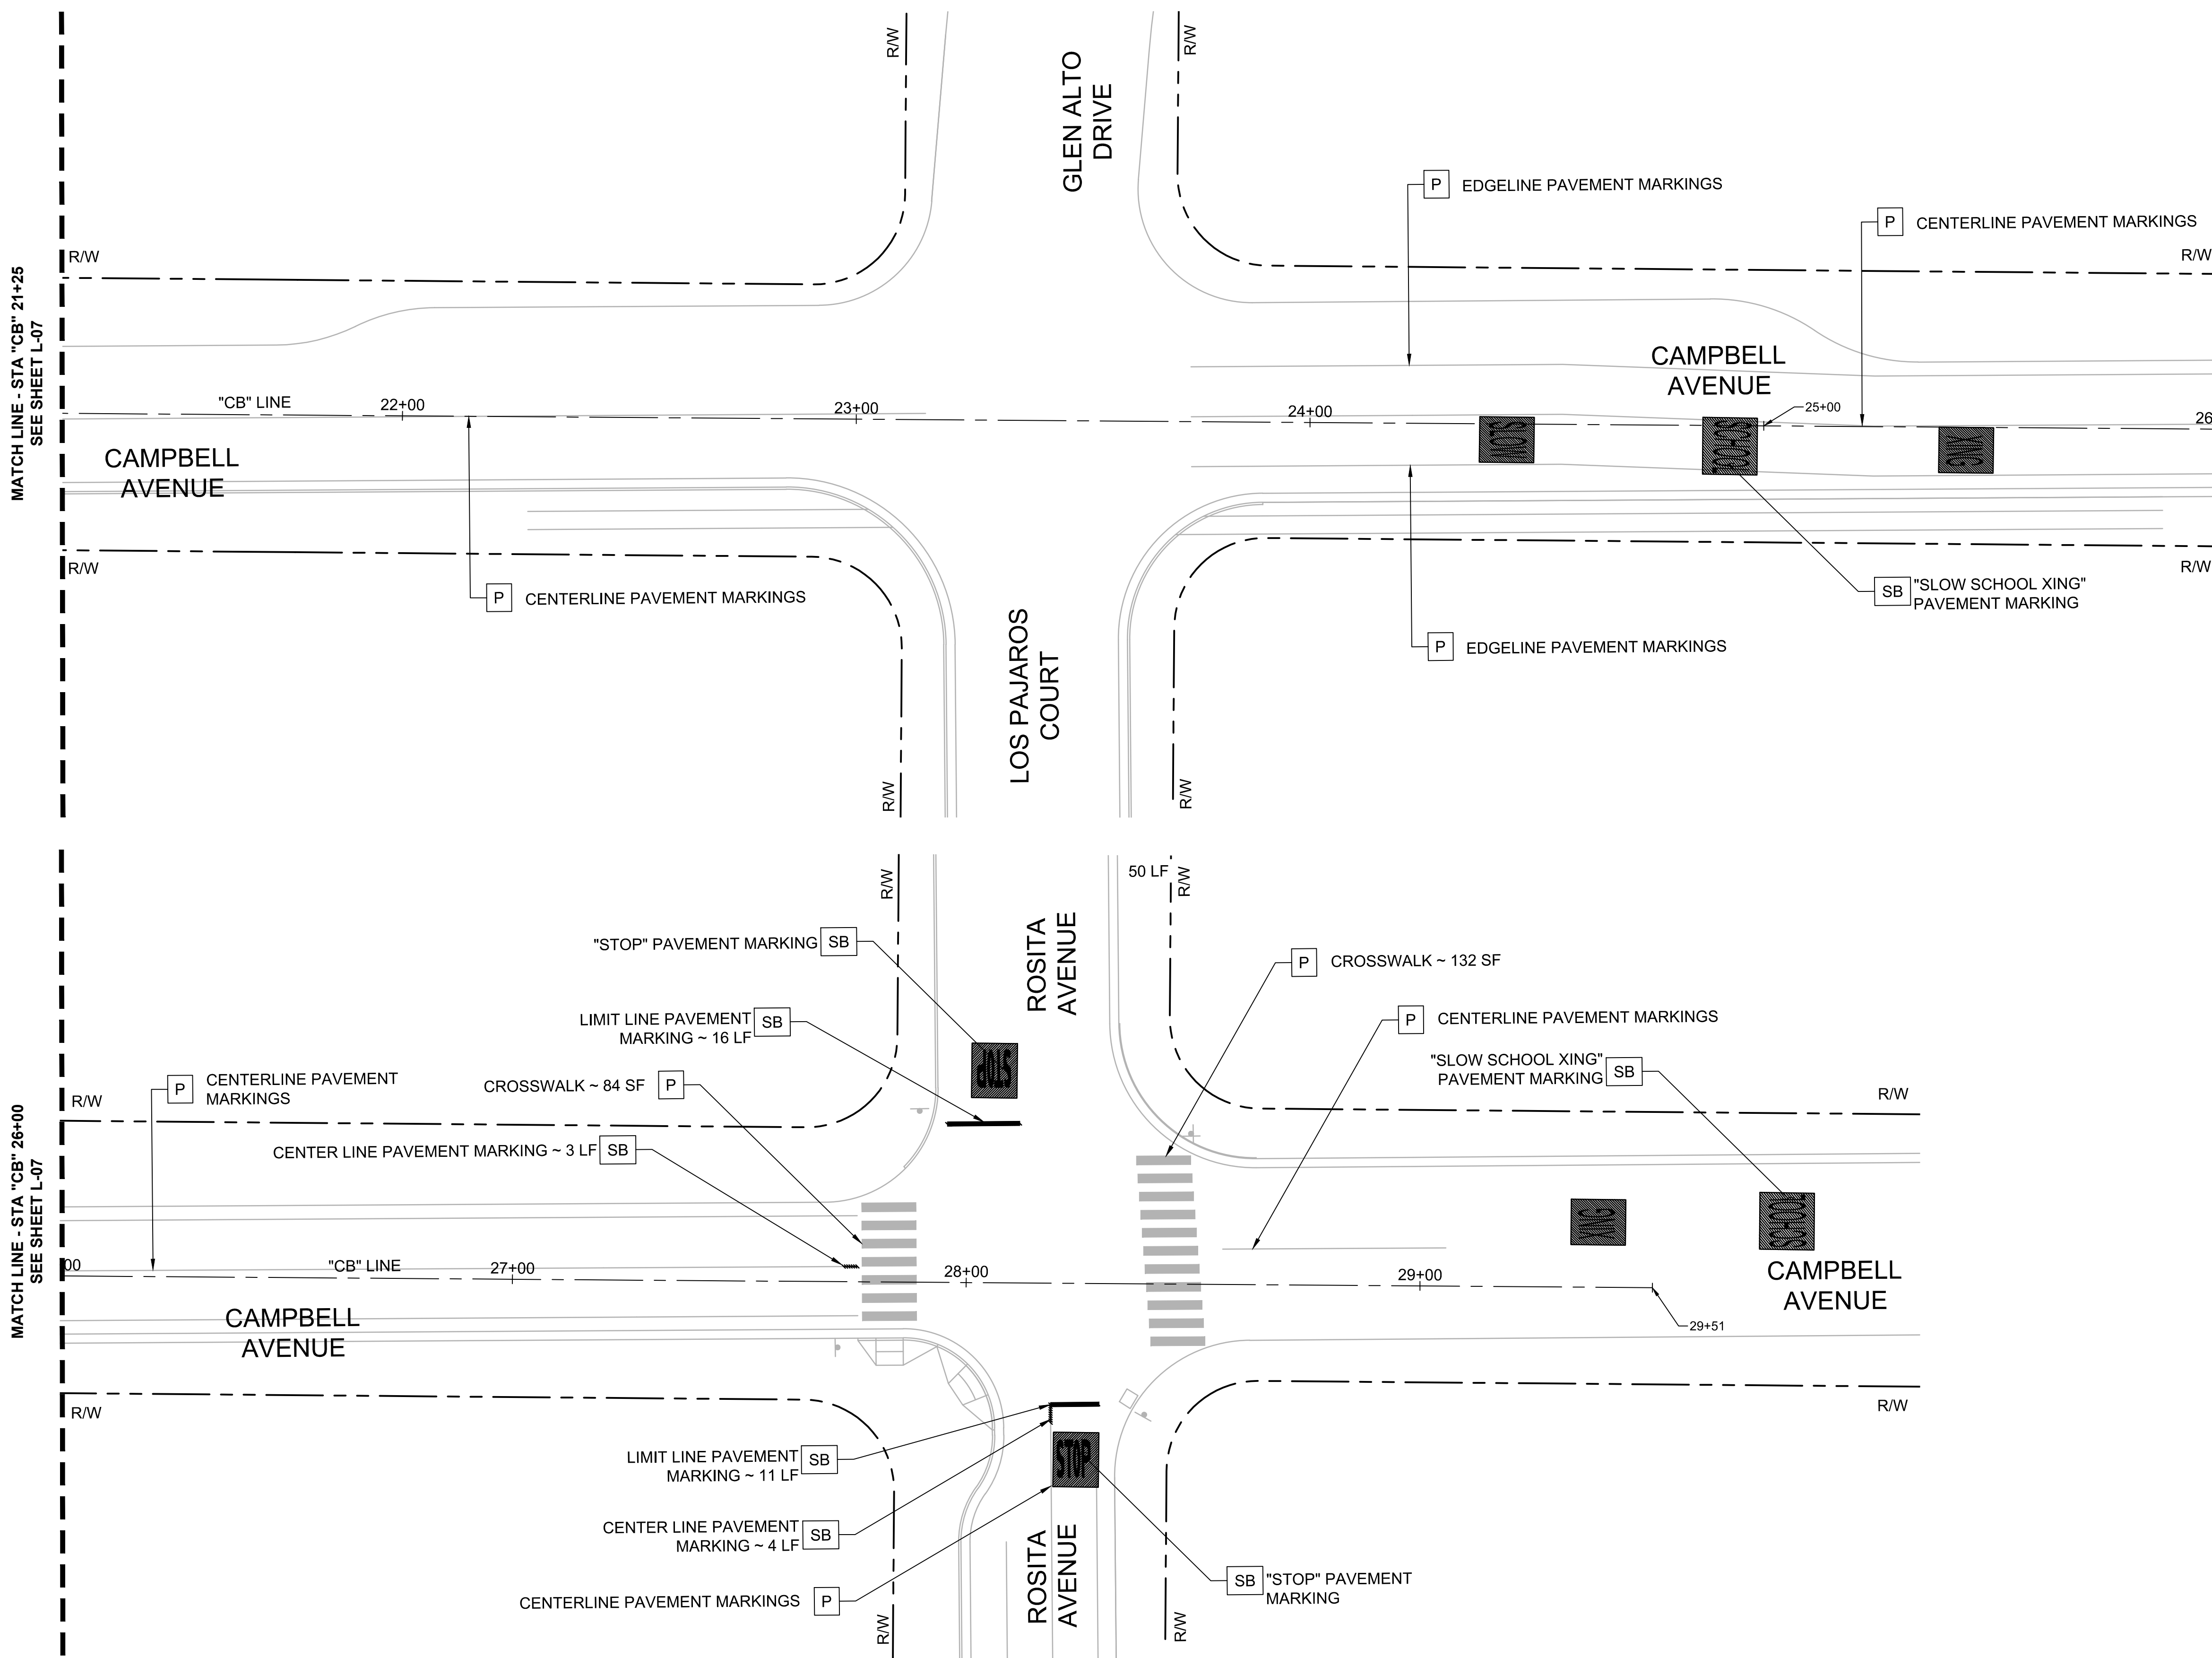 MATCH LINE - STA "CB" 21+25
SEE SHEET L-07
R/W
R/W
GLEN ALTO
DRIVE
P EDGELINE PAVEMENT MARKINGS
P CENTERLINE PAVEMENT MARKINGS
R/W
R/W
"CB" LINE
22+00
23+00
24+00
25+00
26
CAMPBELL
AVENUE
CAMPBELL
AVENUE
SLOW
SCHOOL
XING
R/W
P CENTERLINE PAVEMENT MARKINGS
R/W
SB "SLOW SCHOOL XING"
PAVEMENT MARKING
P EDGELINE PAVEMENT MARKINGS
LOS PAJAROS
COURT
R/W
R/W
MATCH LINE - STA "CB" 26+00
SEE SHEET L-07
R/W
50 LF
R/W
ROSITA
AVENUE
"STOP" PAVEMENT MARKING SB
P CROSSWALK ~ 132 SF
LIMIT LINE PAVEMENT
MARKING ~ 16 LF SB
P CENTERLINE PAVEMENT MARKINGS
STOP
"SLOW SCHOOL XING"
PAVEMENT MARKING SB
P CENTERLINE PAVEMENT
MARKINGS
CROSSWALK ~ 84 SF P
R/W
R/W
CENTER LINE PAVEMENT MARKING ~ 3 LF SB
XING
SCHOOL
00
"CB" LINE
27+00
28+00
29+00
29+51
CAMPBELL
AVENUE
CAMPBELL
AVENUE
R/W
R/W
LIMIT LINE PAVEMENT
MARKING ~ 11 LF SB
STOP
CENTER LINE PAVEMENT
MARKING ~ 4 LF SB
CENTERLINE PAVEMENT MARKINGS P
SB "STOP" PAVEMENT
MARKING
ROSITA
AVENUE
R/W
R/W